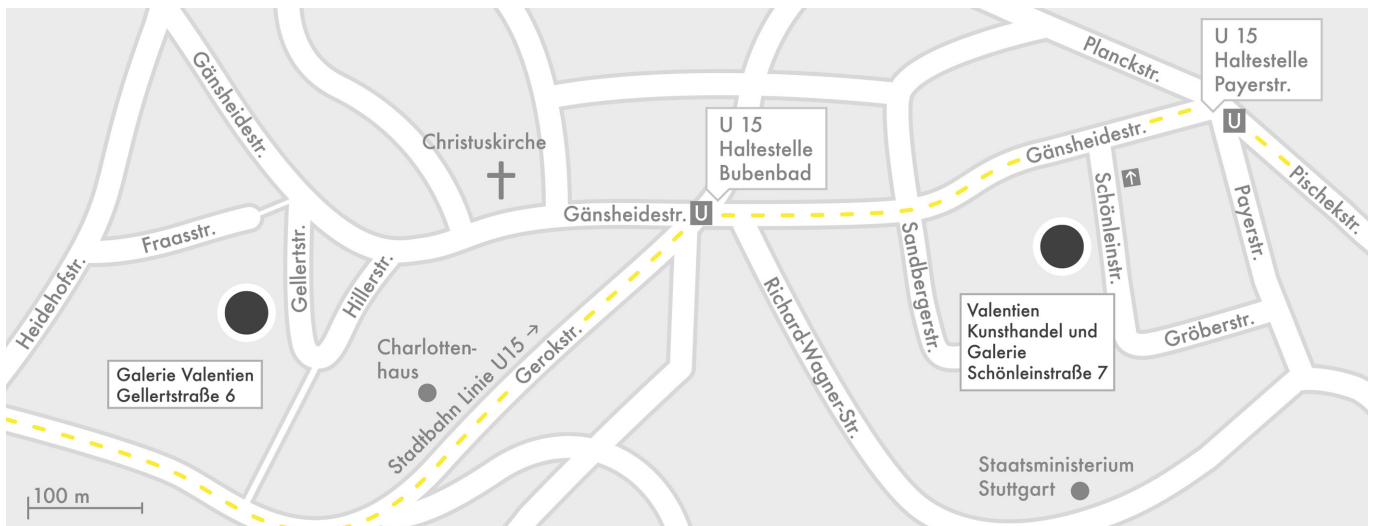 U 15
Haltestelle
Payerstr.
Planckstr.
Gänsheidestr.
U
Christuskirche
U 15
Haltestelle
Bubenbad
Gänsheidestr.
Schönleinstr.
Payerstr.
Pischekstr.
Gänsheidestr.
U
Fraasstr.
Gellertstr.
Hillerstr.
Heidehofstr.
Sandbergerstr.
Richard-Wagner-Str.
Valentien
Kunsthandel und
Galerie
Schönleinstraße 7
Gröberstr.
Charlotten-
haus
Stadtbahn Linie U15 →
Gerokstr.
Galerie Valentien
Gellertstraße 6
Staatsministerium
Stuttgart
100 m